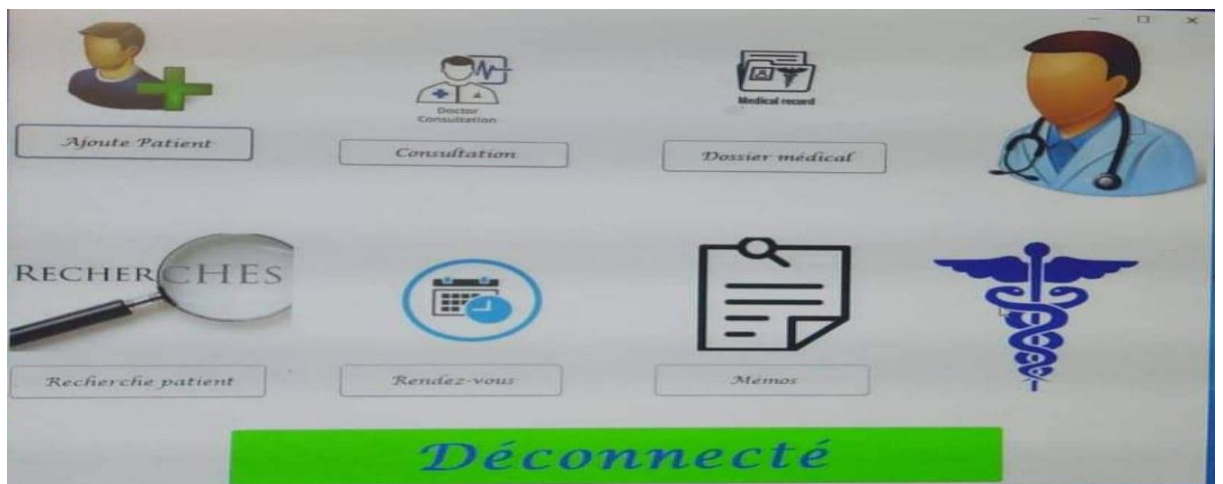 Doctor
Consultation
Medical record
Ajoute Patient
Consultation
Dossier médical
RECHERCHES
Recherche patient
Rendez-vous
Mémos
Déconnecté